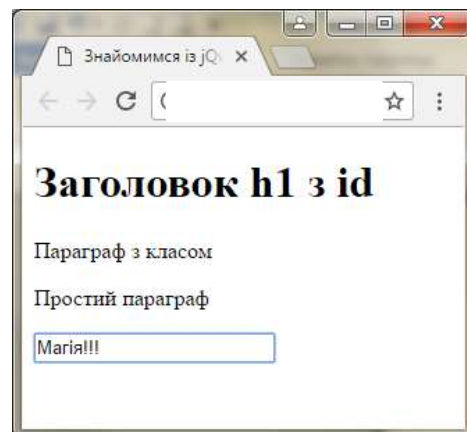 Знайомимся із jQ
Заголовок h1 з id
Параграф з класом
Простий параграф
Магія!!!